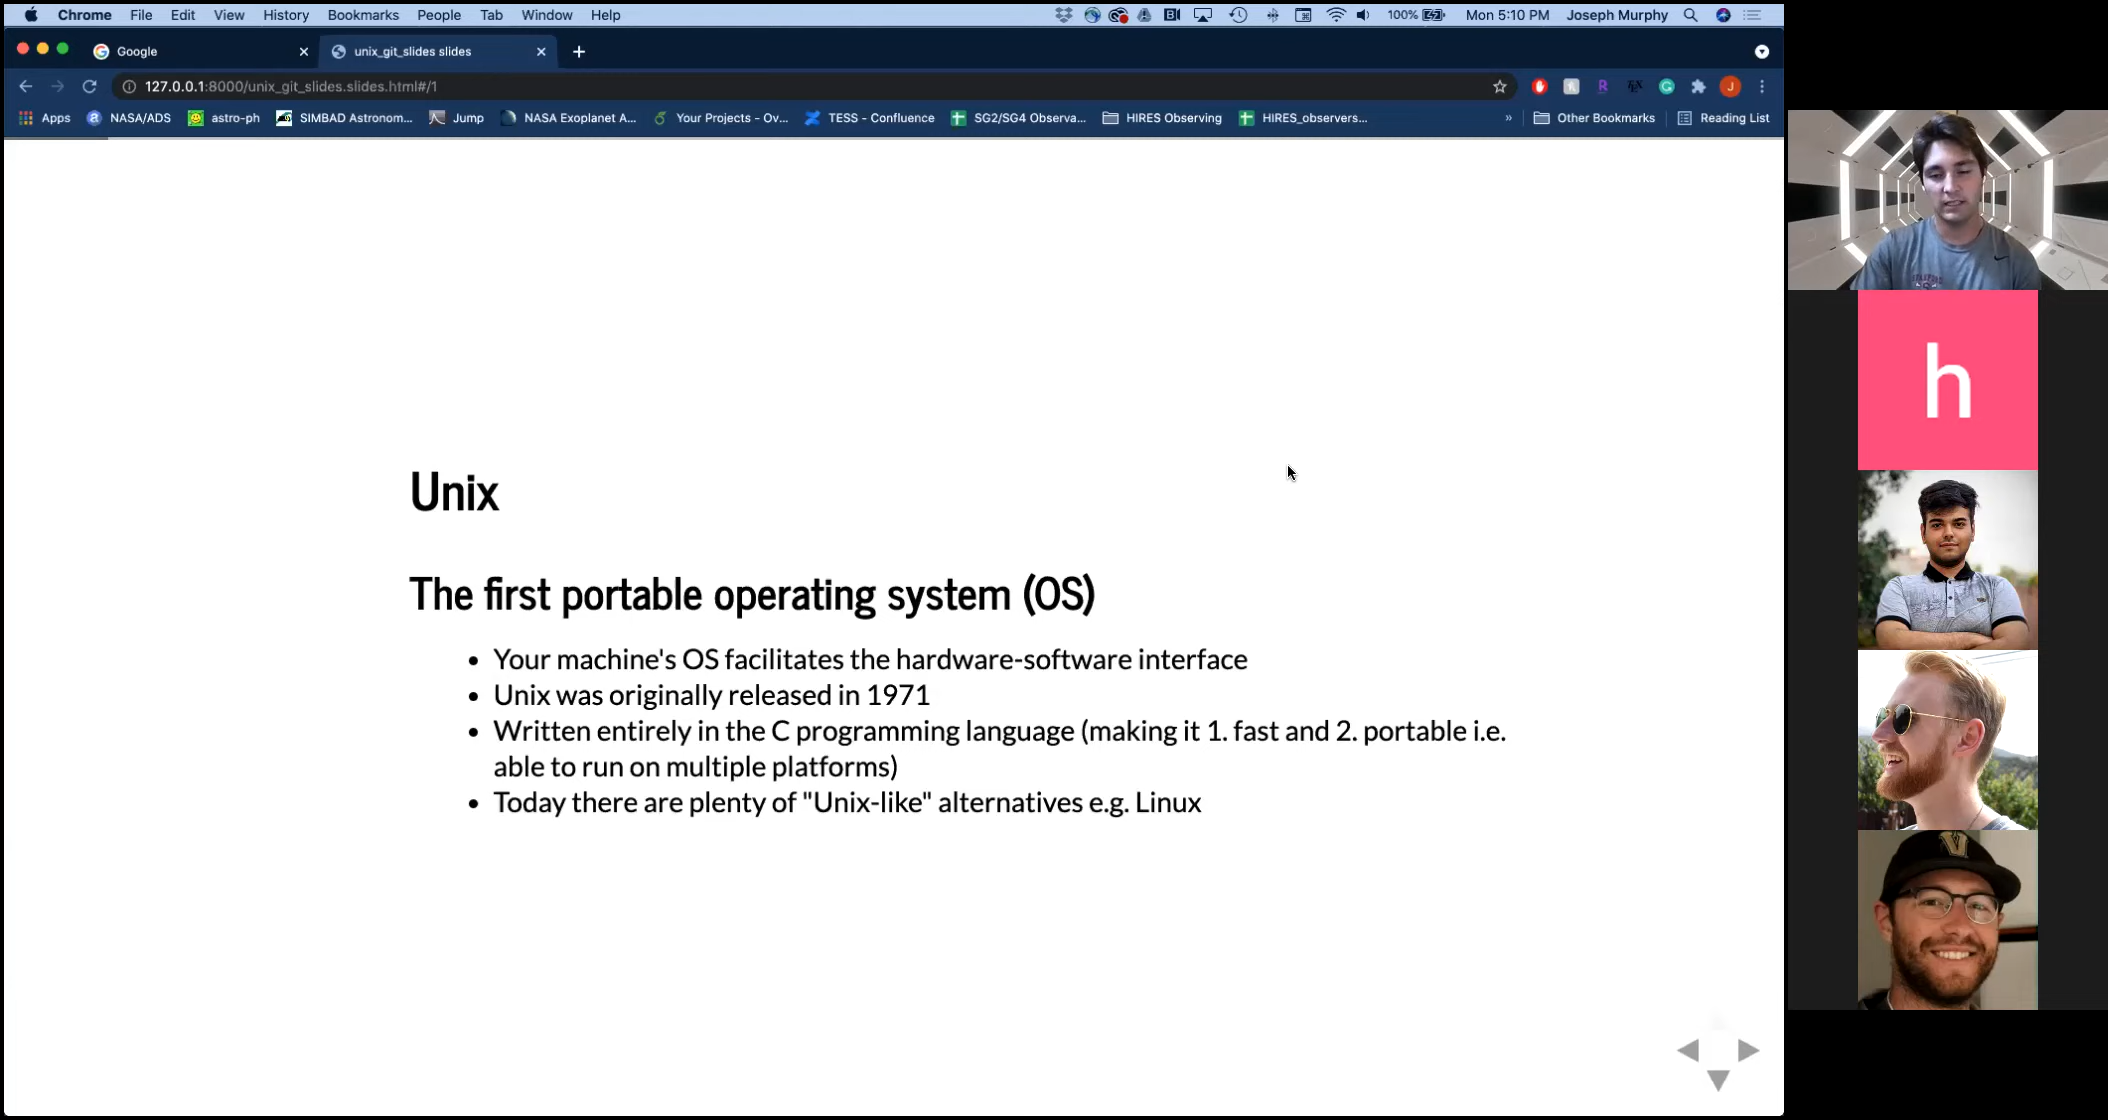 Chrome File Edit View History Bookmarks People Tab Window Help 100% Mon 5:10 PM Joseph Murphy
Google unix_git_slides slides
127.0.0.1:8000/unix_git_slides.slides.html#/1
Apps NASA/ADS astro-ph SIMBAD Astronom... Jump NASA Exoplanet A... Your Projects - Ov... TESS - Confluence SG2/SG4 Observa... HIRES Observing HIRES_observers... » Other Bookmarks Reading List
Unix
The first portable operating system (OS)
• Your machine's OS facilitates the hardware-software interface
• Unix was originally released in 1971
• Written entirely in the C programming language (making it 1. fast and 2. portable i.e.
able to run on multiple platforms)
• Today there are plenty of "Unix-like" alternatives e.g. Linux
h
V